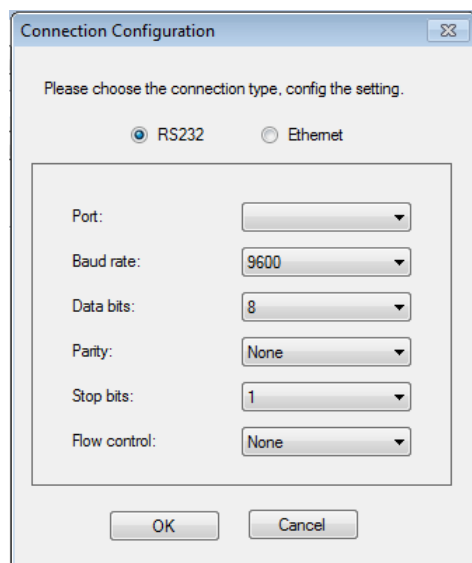 Connection Configuration
Please choose the connection type, config the setting.
RS232 Ethernet
Port:
Baud rate: 9600
Data bits: 8
Parity: None
Stop bits: 1
Flow control: None
OK Cancel